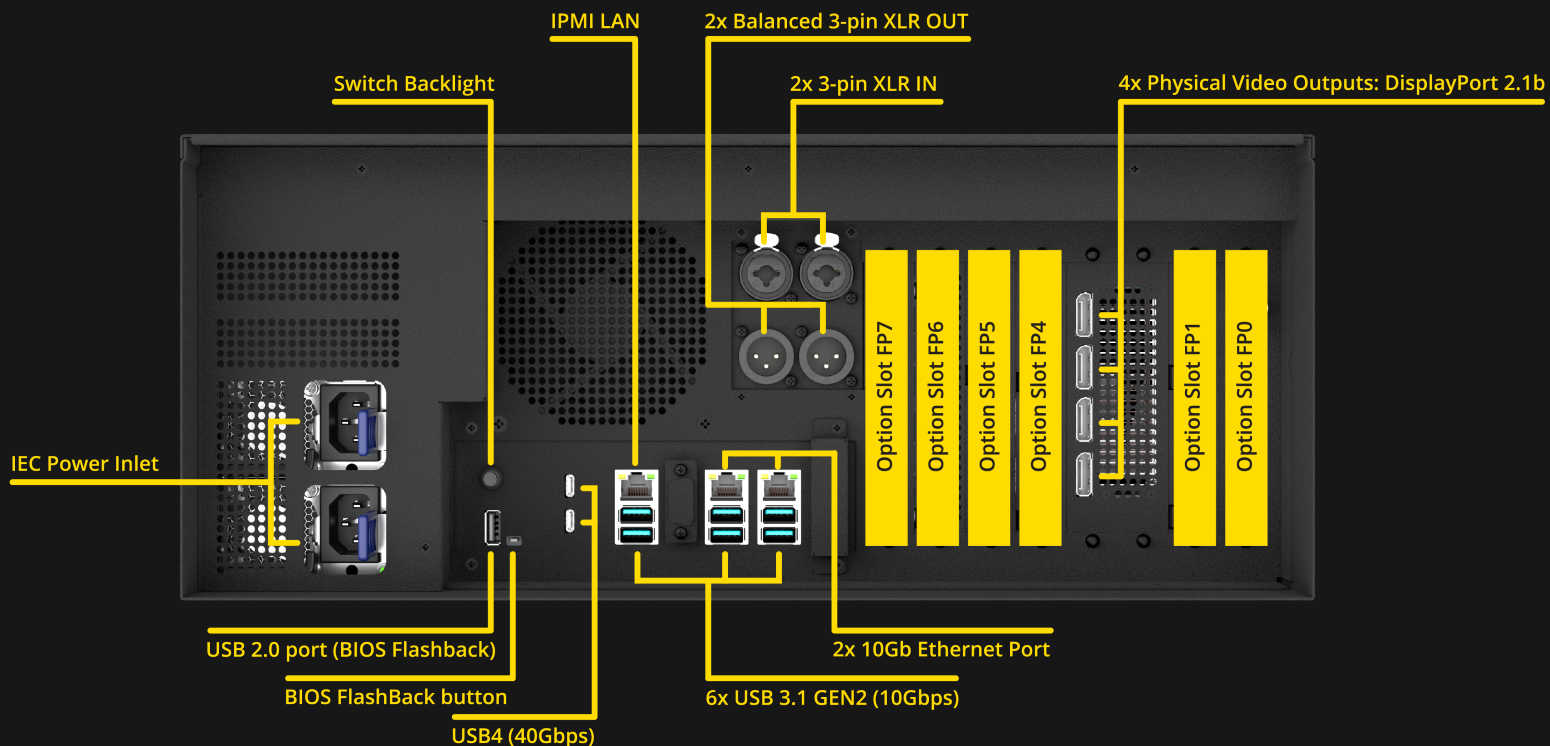 IPMI LAN
2x Balanced 3-pin XLR OUT
Switch Backlight
2x 3-pin XLR IN
4x Physical Video Outputs: DisplayPort 2.1b
Option Slot FP7
Option Slot FP6
Option Slot FP5
Option Slot FP4
Option Slot FP1
Option Slot FP0
IEC Power Inlet
USB 2.0 port (BIOS Flashback)
2x 10Gb Ethernet Port
BIOS FlashBack button
6x USB 3.1 GEN2 (10Gbps)
USB4 (40Gbps)